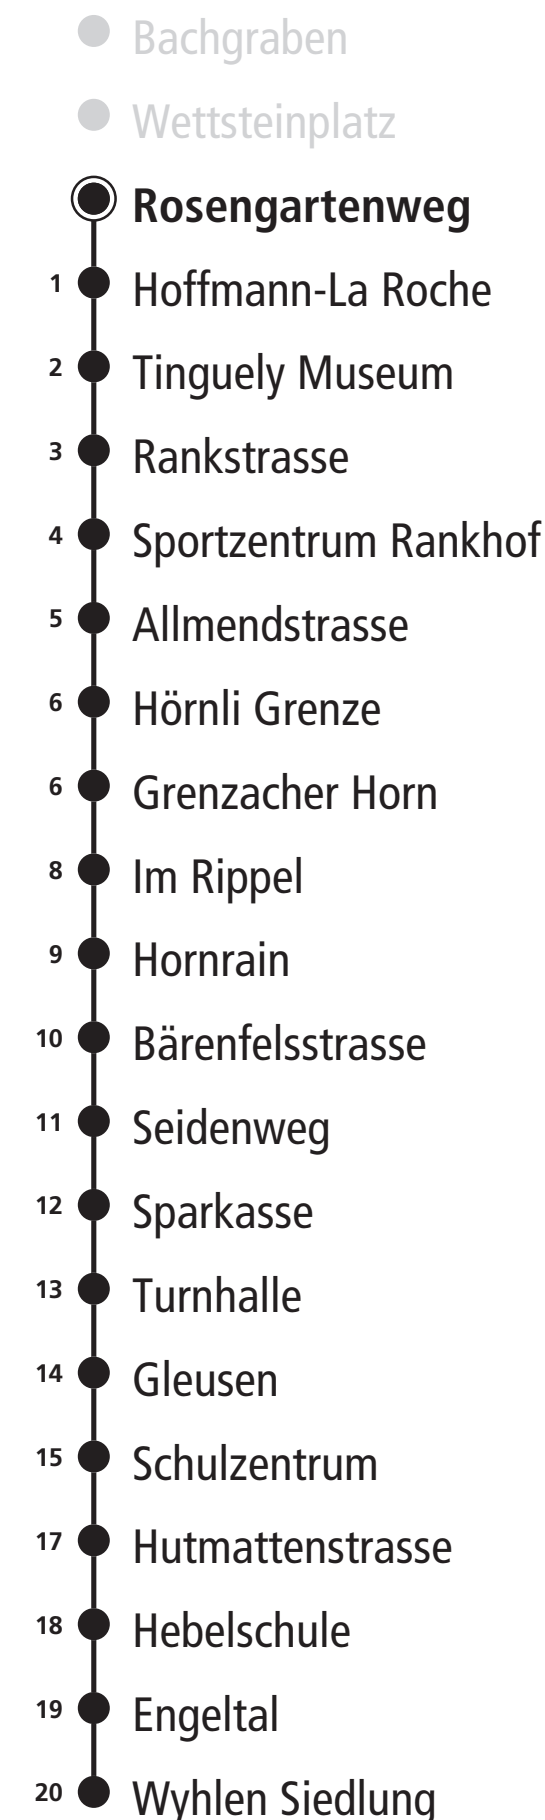 Bachgraben
Wettsteinplatz
Rosengartenweg
1 Hoffmann-La Roche
2 Tinguely Museum
3 Rankstrasse
4 Sportzentrum Rankhof
5 Allmendstrasse
6 Hörnli Grenze
6 Grenzacher Horn
8 Im Rippel
9 Hornrain
10 Bärenfelsstrasse
11 Seidenweg
12 Sparkasse
13 Turnhalle
14 Gleusen
15 Schulzentrum
17 Hutmattenstrasse
18 Hebelschule
19 Engeltal
20 Wyhlen Siedlung